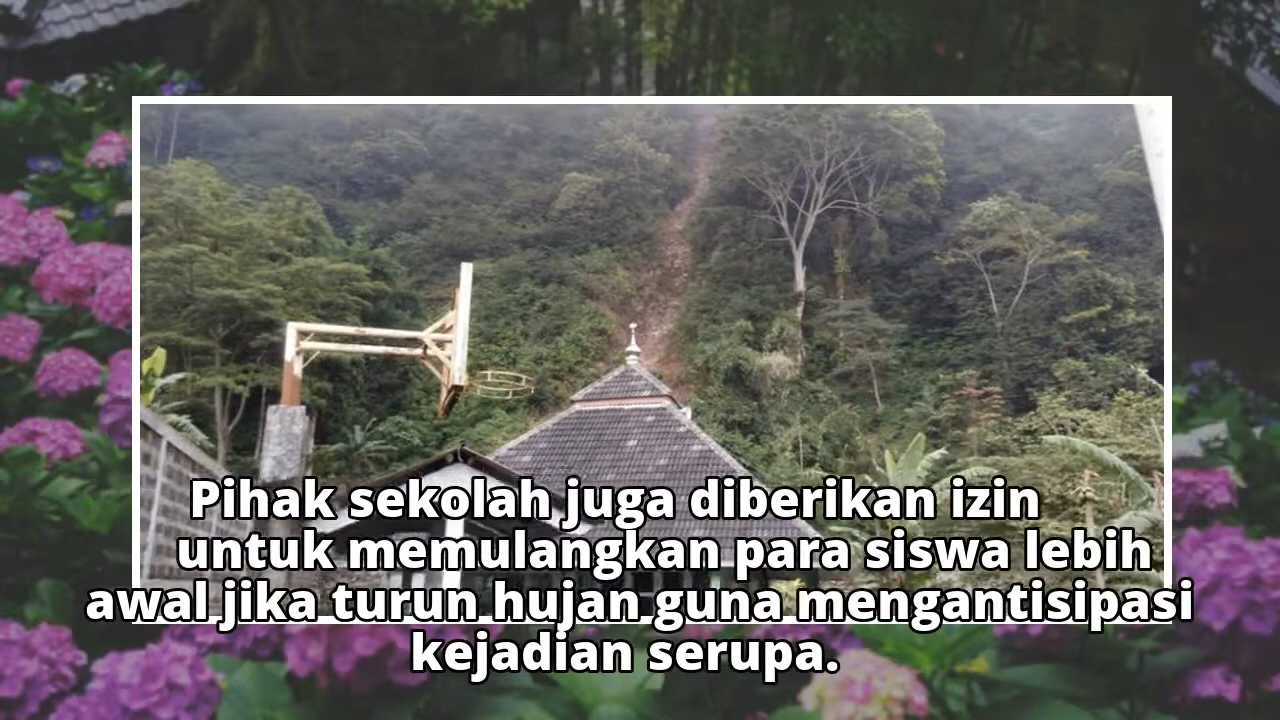 Pihak sekolah juga diberikan izin
untuk memulangkan para siswa lebih
awal jika turun hujan guna mengantisipasi
kejadian serupa.